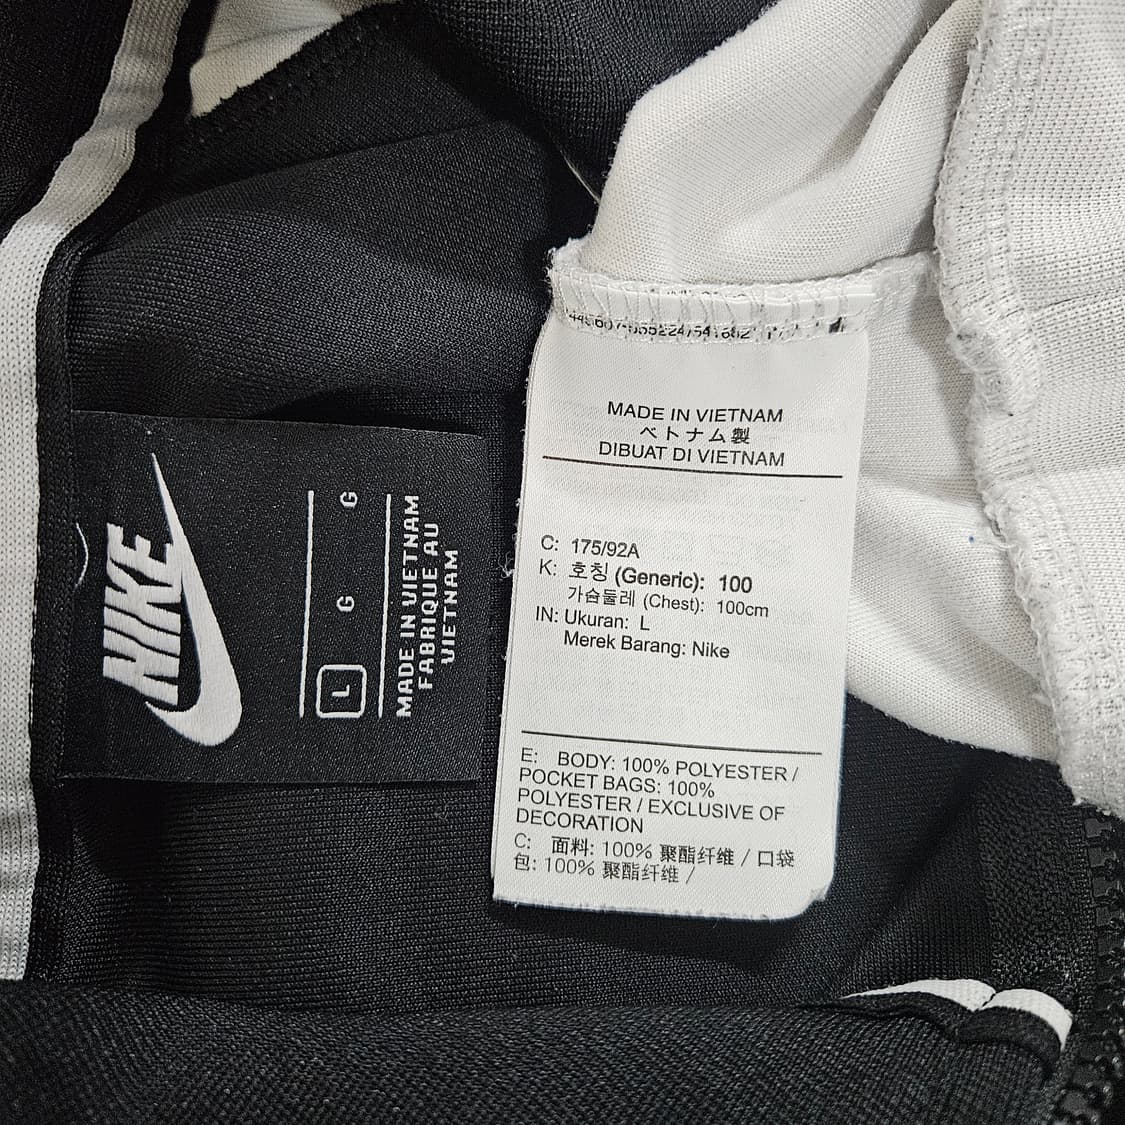 NIKE
L G G
MADE IN VIETNAM
FABRIQUE AU
VIETNAM
MADE IN VIETNAM
ベトナム製
DIBUAT DI VIETNAM
C: 175/92A
K: 호칭 (Generic): 100
가슴둘레 (Chest): 100cm
IN: Ukuran: L
Merek Barang: Nike
E: BODY: 100% POLYESTER /
POCKET BAGS: 100%
POLYESTER / EXCLUSIVE OF
DECORATION
C: 面料: 100% 聚酯纤维 / 口袋
包: 100% 聚酯纤维 /